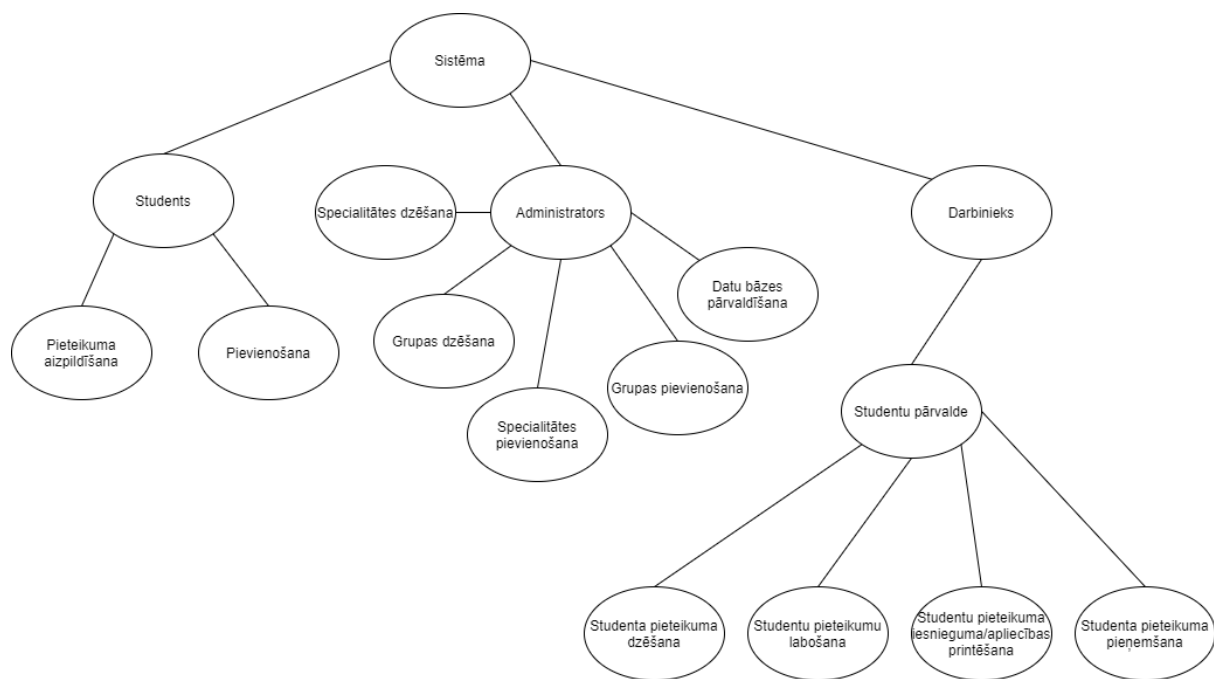 Sistēma
Students
Specialitātes dzēšana
Administrators
Darbinieks
Datu bāzes
pārvaldīšana
Pieteikuma
aizpildīšana
Pievienošana
Grupas dzēšana
Grupas pievienošana
Specialitātes
pievienošana
Studentu pārvalde
Studenta pieteikuma
dzēšana
Studentu pieteikumu
labošana
Studentu pieteikuma
iesnieguma/apliecības
printēšana
Studenta pieteikuma
pieņemšana